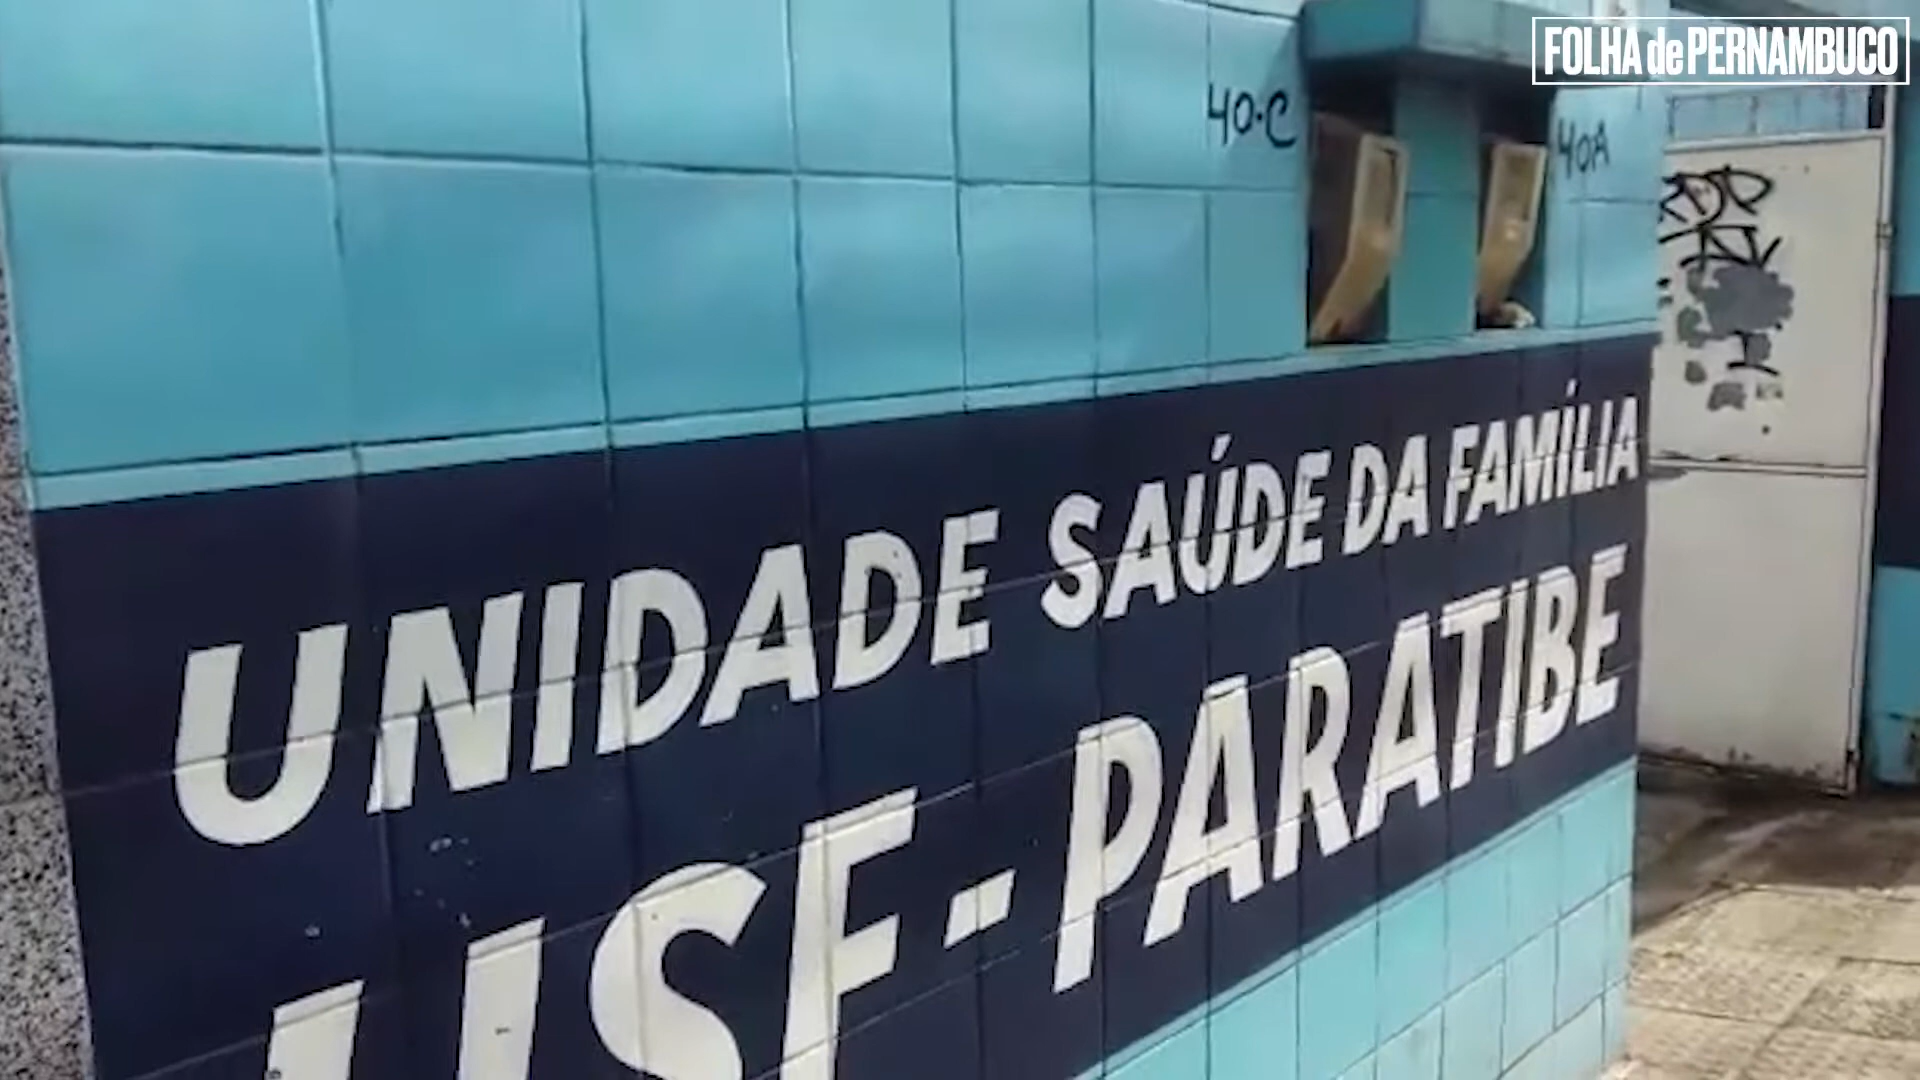 FOLHA de PERNAMBUCO
40-C
40A
UNIDADE SAÚDE DA FAMÍLIA
USF-PARATIBE